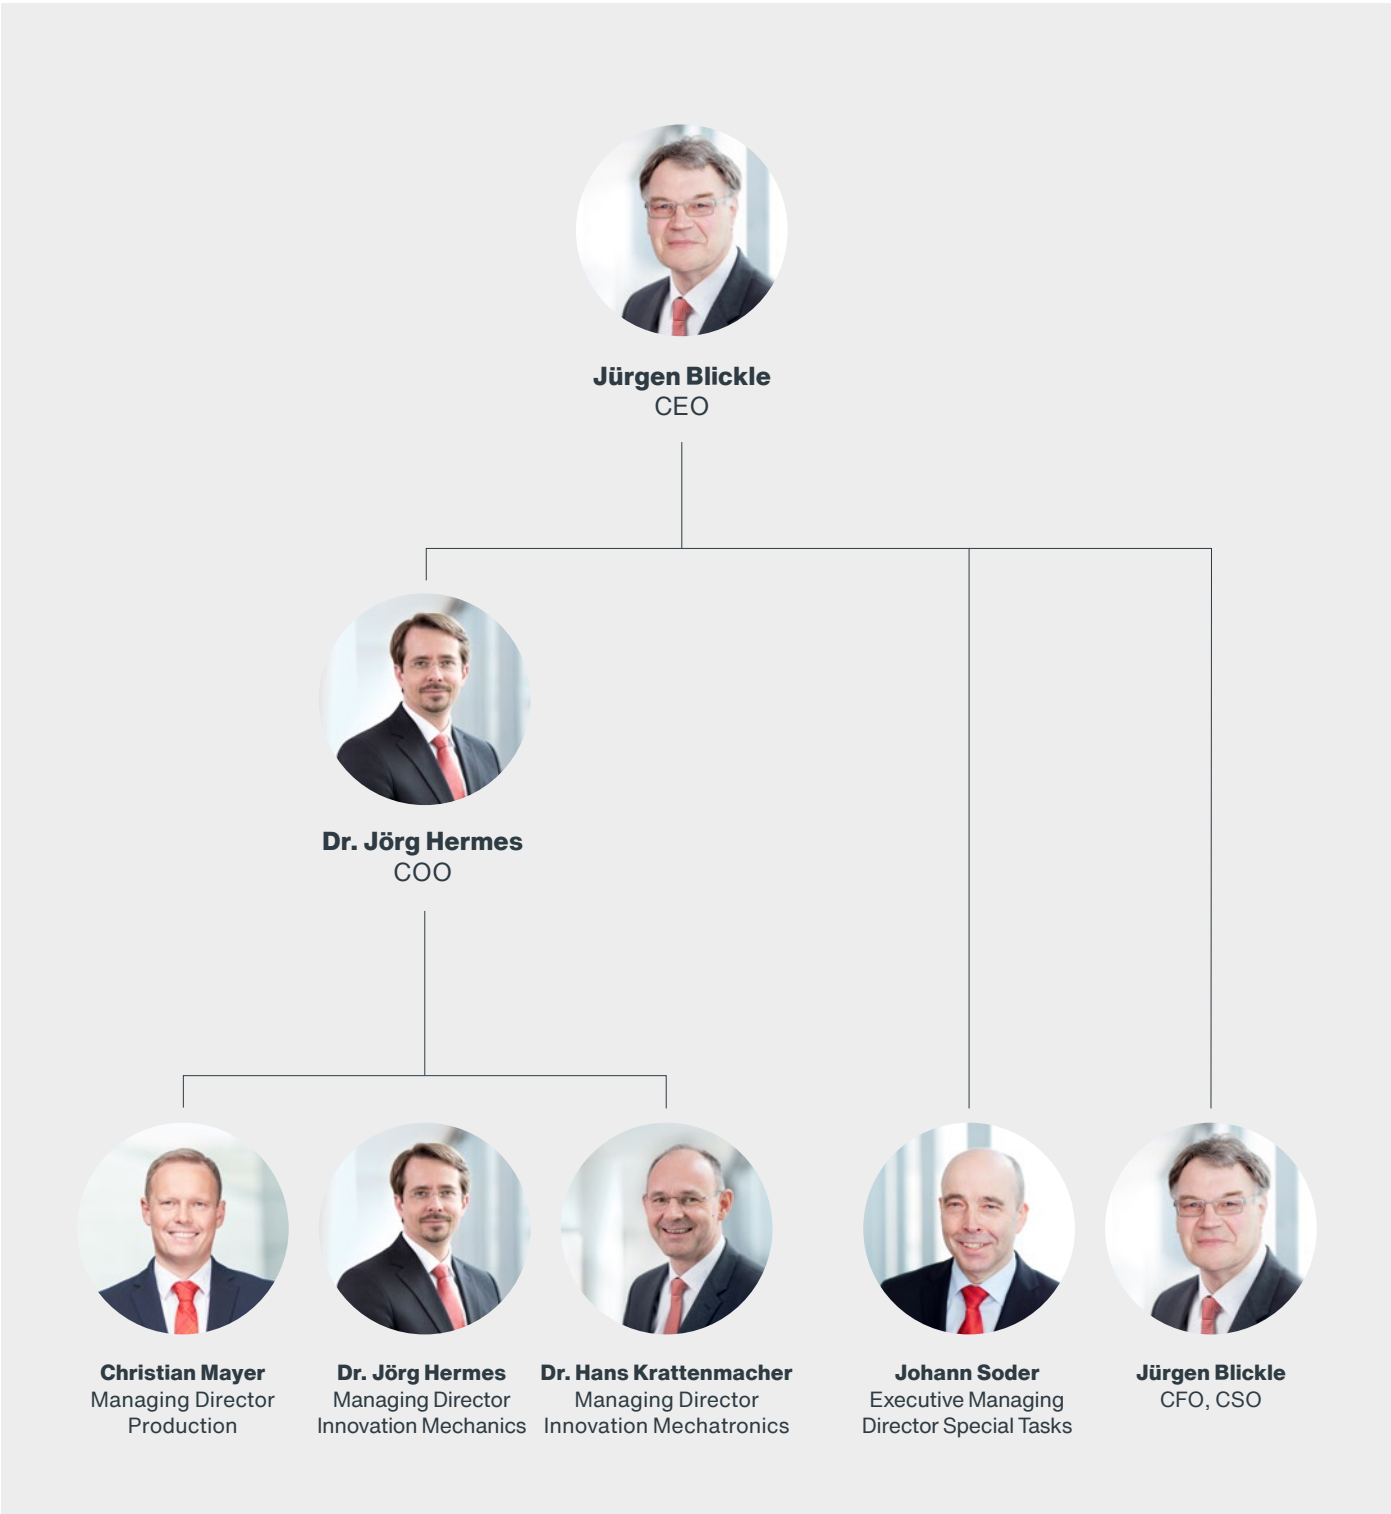 Jürgen Blickle
CEO
Dr. Jörg Hermes
COO
Christian Mayer
Managing Director
Production
Dr. Jörg Hermes
Managing Director
Innovation Mechanics
Dr. Hans Krattenmacher
Managing Director
Innovation Mechatronics
Johann Soder
Executive Managing
Director Special Tasks
Jürgen Blickle
CFO, CSO